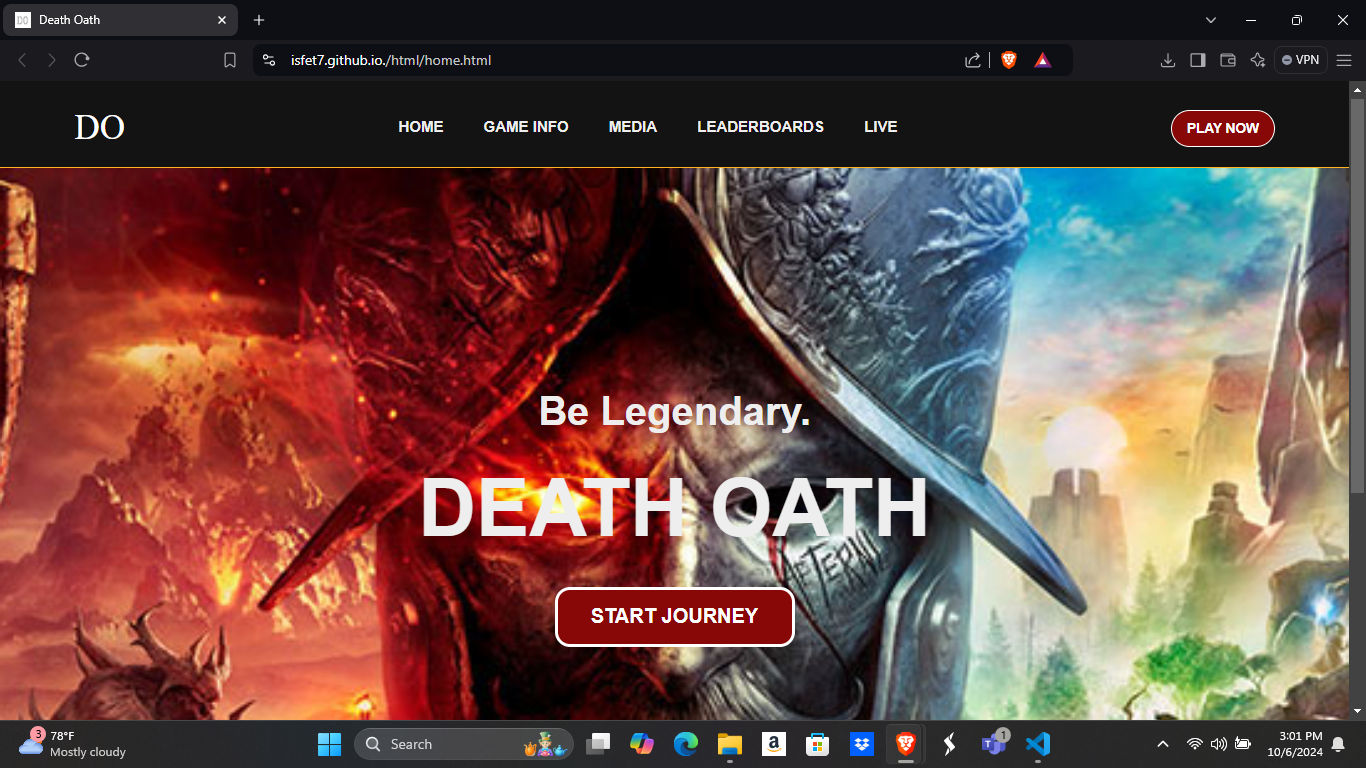 DO
Death Oath
isfet7.github.io./html/home.html
VPN
DO
HOME
GAME INFO
MEDIA
LEADERBOARDS
LIVE
PLAY NOW
Be Legendary.
DEATH OATH
START JOURNEY
3
78°F
Mostly cloudy
Search
a
T
1
3:01 PM
10/6/2024